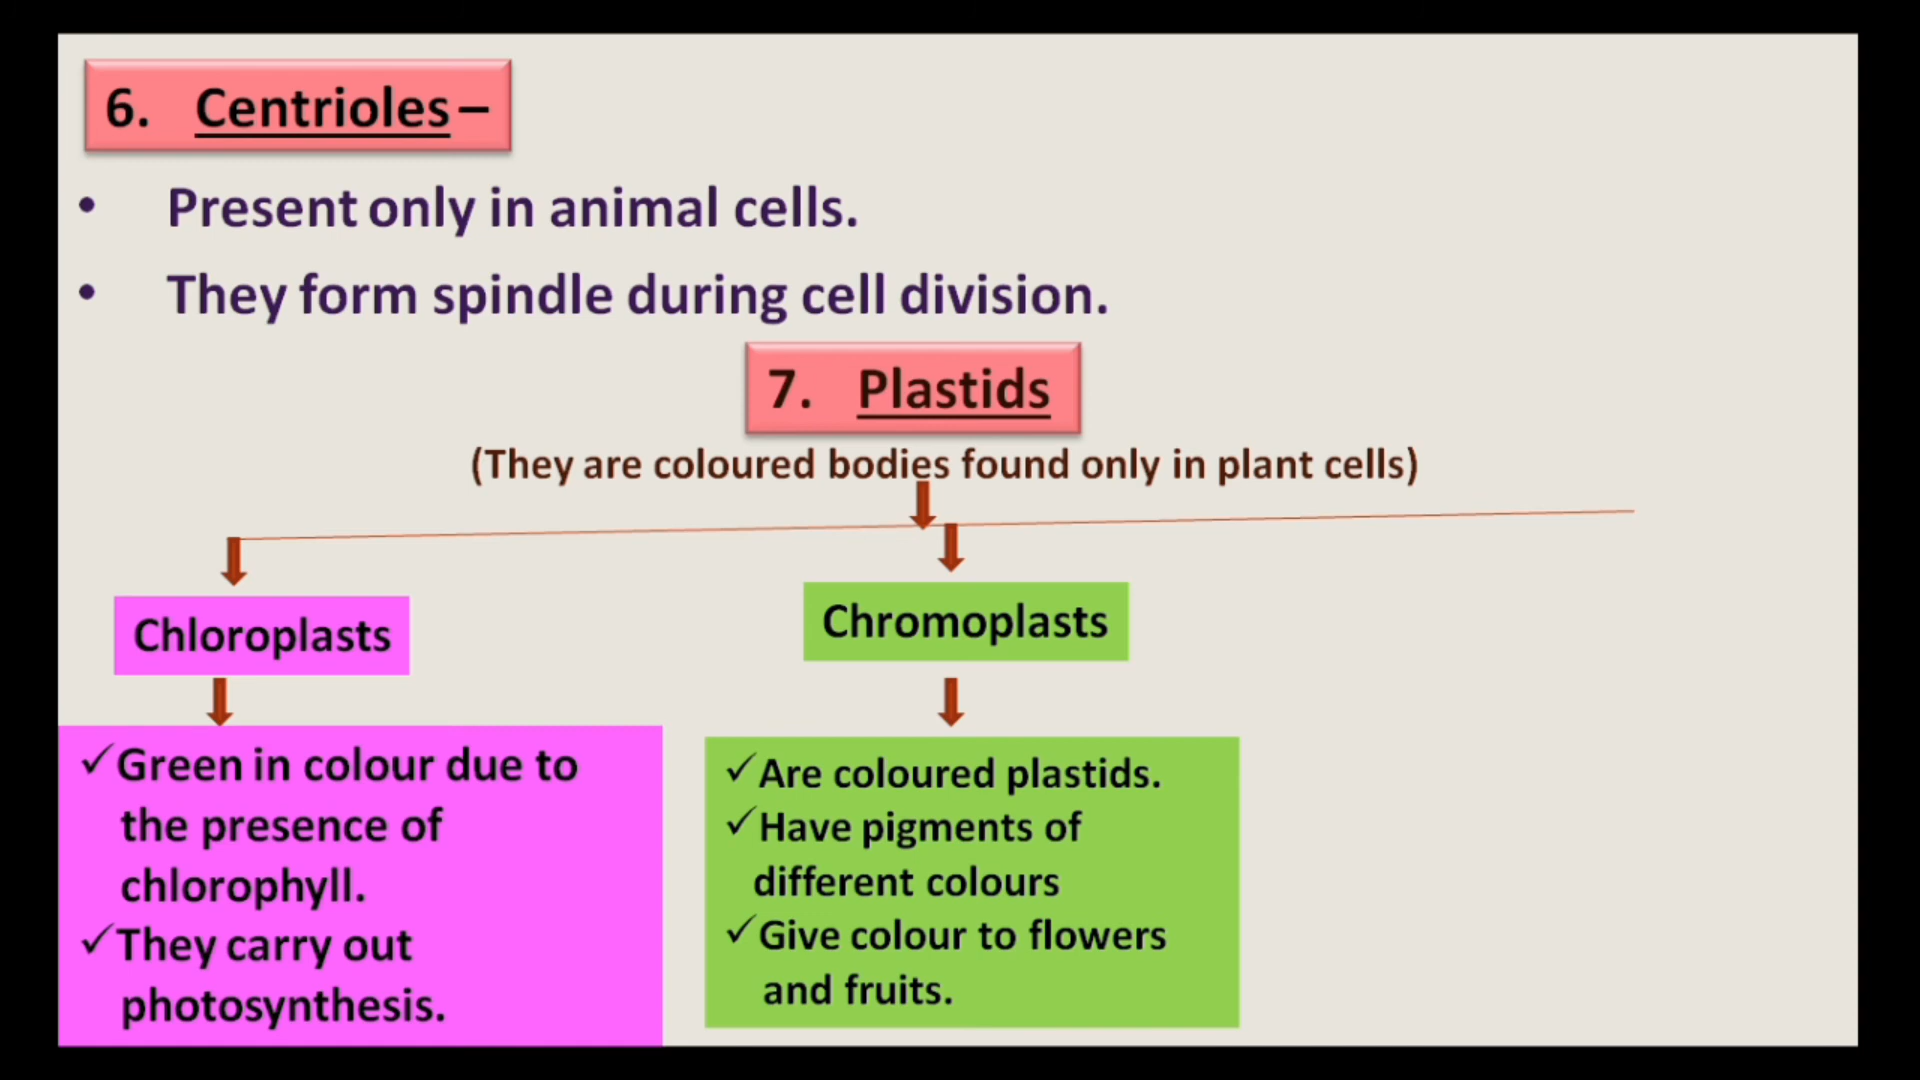 6. Centrioles –
• Present only in animal cells.
• They form spindle during cell division.
7. Plastids
(They are coloured bodies found only in plant cells)
Chloroplasts
✓Green in colour due to
the presence of
chlorophyll.
✓They carry out
photosynthesis.
Chromoplasts
✓Are coloured plastids.
✓Have pigments of
different colours
✓Give colour to flowers
and fruits.